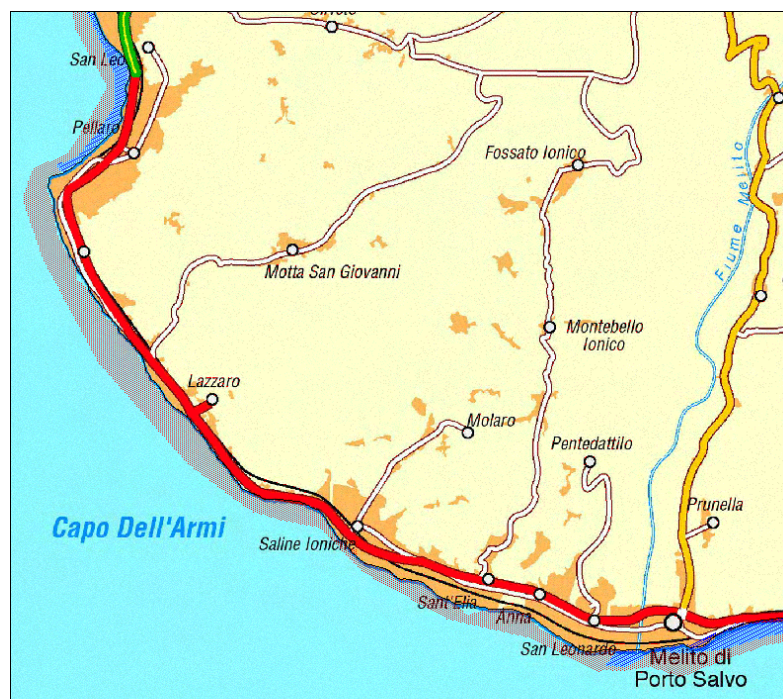 San Leo
Pellaro
Fossato Ionico
Fiume Melito
Motta San Giovanni
Montebello
Ionico
Lazzaro
Molaro
Pentedattilo
Prunella
Capo Dell'Armi
Saline Ioniche
Sant'Elia
Anna
San Leonardo
Melito di
Porto Salvo